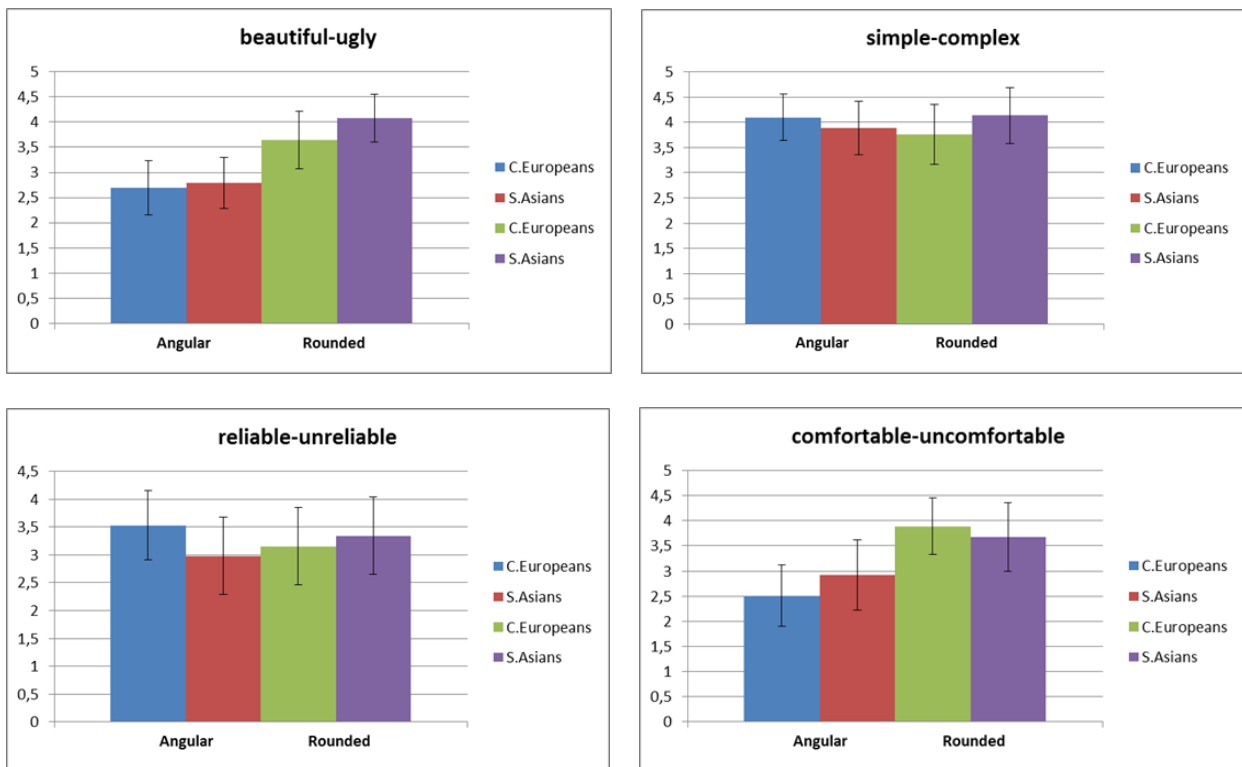 beautiful-ugly
5
4,5
4
3,5
3
2,5
2
1,5
1
0,5
0
Angular
Rounded
C.Europeans
S.Asians
C.Europeans
S.Asians
simple-complex
5
4,5
4
3,5
3
2,5
2
1,5
1
0,5
0
Angular
Rounded
C.Europeans
S.Asians
C.Europeans
S.Asians
reliable-unreliable
4,5
4
3,5
3
2,5
2
1,5
1
0,5
0
Angular
Rounded
C.Europeans
S.Asians
C.Europeans
S.Asians
comfortable-uncomfortable
5
4,5
4
3,5
3
2,5
2
1,5
1
0,5
0
Angular
Rounded
C.Europeans
S.Asians
C.Europeans
S.Asians